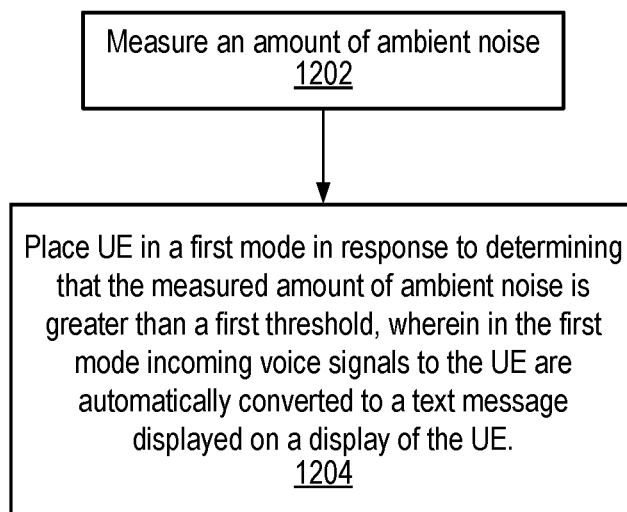 Measure an amount of ambient noise
1202
Place UE in a first mode in response to determining
that the measured amount of ambient noise is
greater than a first threshold, wherein in the first
mode incoming voice signals to the UE are
automatically converted to a text message
displayed on a display of the UE.
1204